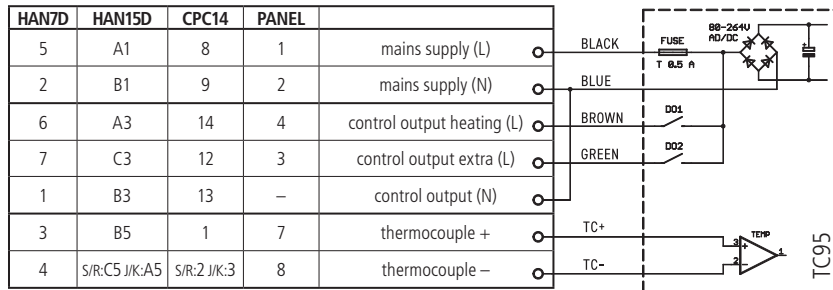 HAN7D HAN15D CPC14 PANEL
5 A1 8 1 mains supply (L) BLACK
2 B1 9 2 mains supply (N) BLUE
6 A3 14 4 control output heating (L) BROWN
7 C3 12 3 control output extra (L) GREEN
1 B3 13 – control output (N)
3 B5 1 7 thermocouple + TC+
4 S/R:C5 J/K:A5 S/R:2 J/K:3 8 thermocouple – TC-
FUSE
T 0.5 A
80-264V
AD/DC
+
DO1
DO2
TEMP
3 +
2 –
1
TC95